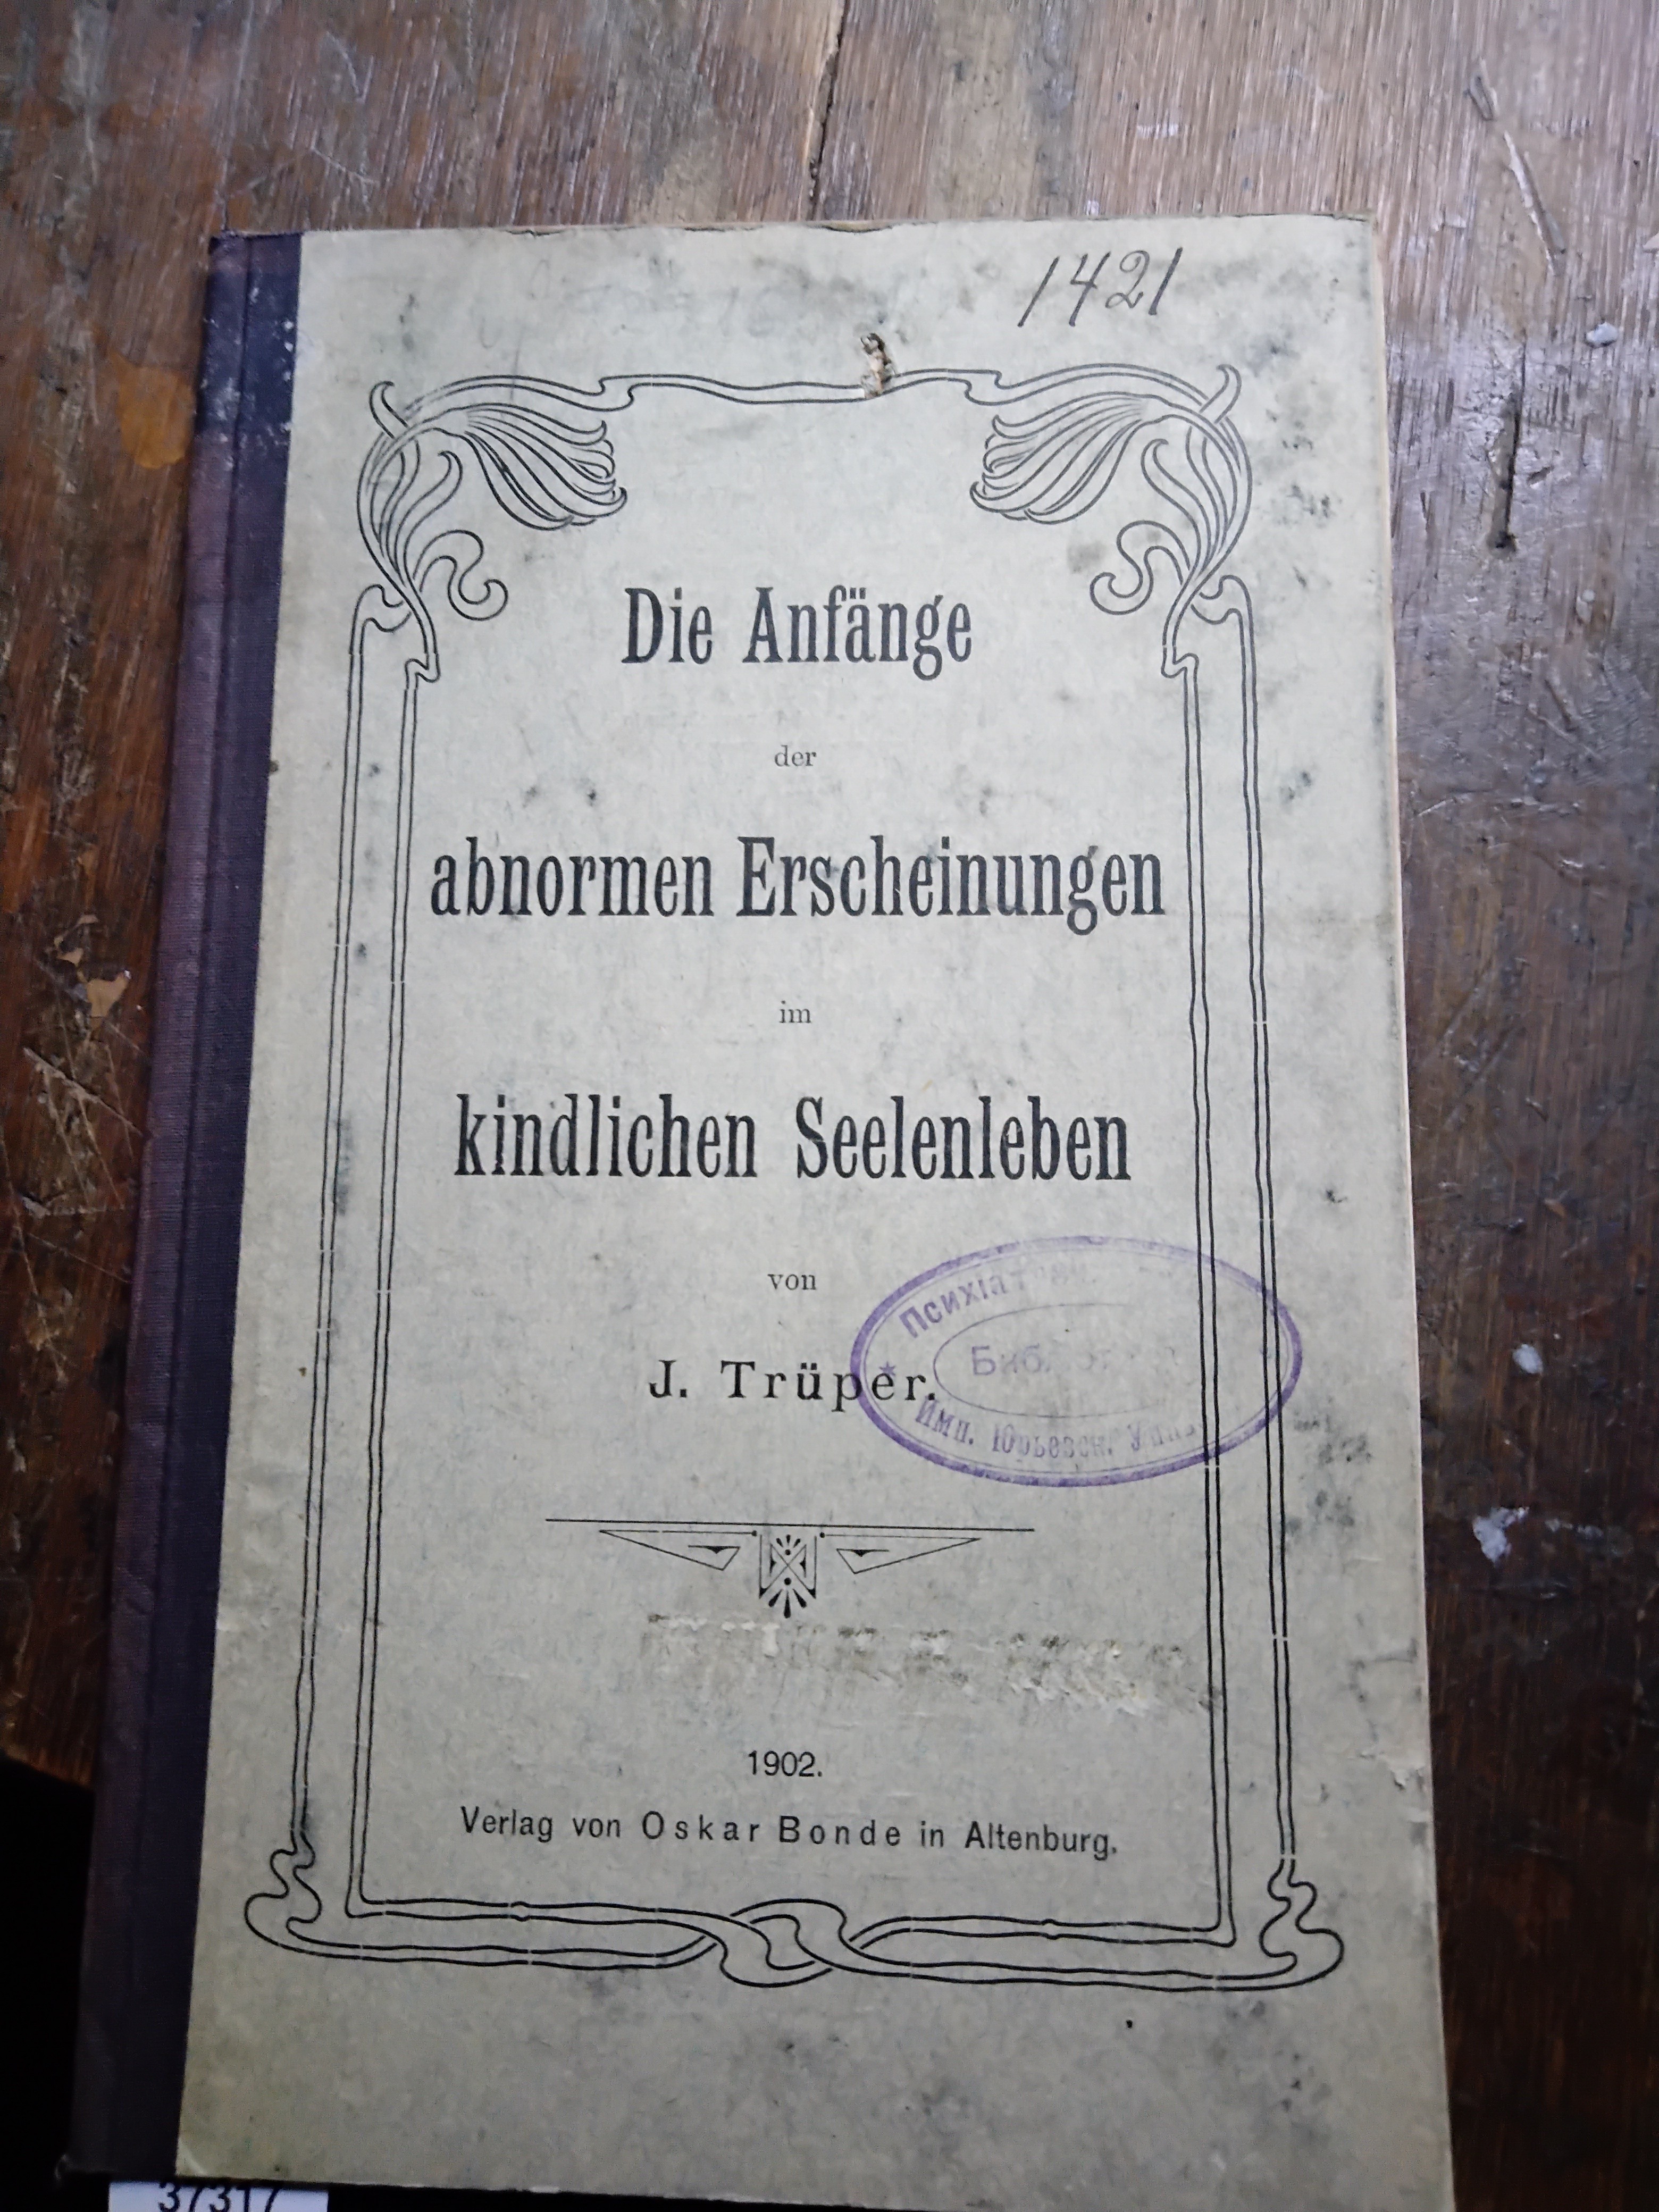 1421
Die Anfänge
der
abnormen Erscheinungen
im
kindlichen Seelenleben
von
J. Trüper.
Имп. Юрьевск.
1902.
Verlag von Oskar Bonde in Altenburg.
37317